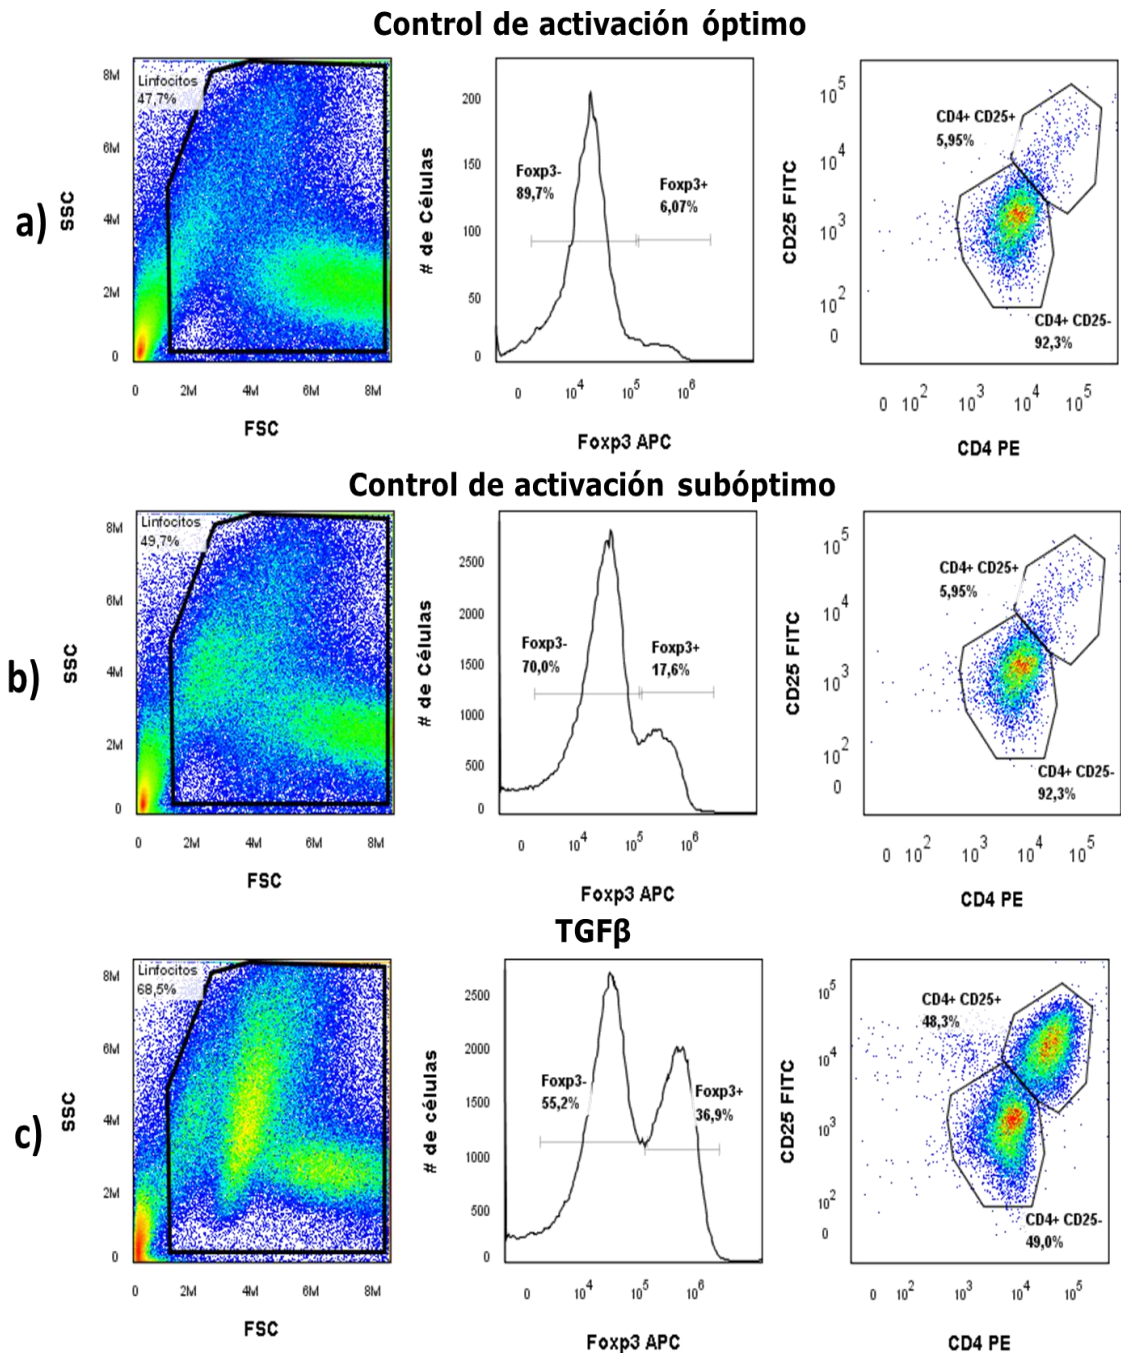 Control de activación óptimo
a)
SSC
8M
6M
4M
2M
0
Linfocitos
47,7%
0 2M 4M 6M 8M
FSC
# de Células
200
150
100
50
0
Foxp3-
89,7%
Foxp3+
6,07%
0 10^4 10^5 10^6
Foxp3 APC
CD25 FITC
10^5
10^4
10^3
10^2
0
CD4+ CD25+
5,95%
CD4+ CD25-
92,3%
0 10^2 10^3 10^4 10^5
CD4 PE
Control de activación subóptimo
b)
SSC
8M
6M
4M
2M
0
Linfocitos
49,7%
0 2M 4M 6M 8M
FSC
# de Células
2500
2000
1500
1000
500
0
Foxp3-
70,0%
Foxp3+
17,6%
0 10^4 10^5 10^6
Foxp3 APC
CD25 FITC
10^5
10^4
10^3
10^2
0
CD4+ CD25+
5,95%
CD4+ CD25-
92,3%
0 10^2 10^3 10^4 10^5
CD4 PE
TGFβ
c)
SSC
8M
6M
4M
2M
0
Linfocitos
68,5%
0 2M 4M 6M 8M
FSC
# de células
2500
2000
1500
1000
500
0
Foxp3-
55,2%
Foxp3+
36,9%
0 10^4 10^5 10^6
Foxp3 APC
CD25 FITC
10^5
10^4
10^3
10^2
0
CD4+ CD25+
48,3%
CD4+ CD25-
49,0%
0 10^2 10^3 10^4 10^5
CD4 PE